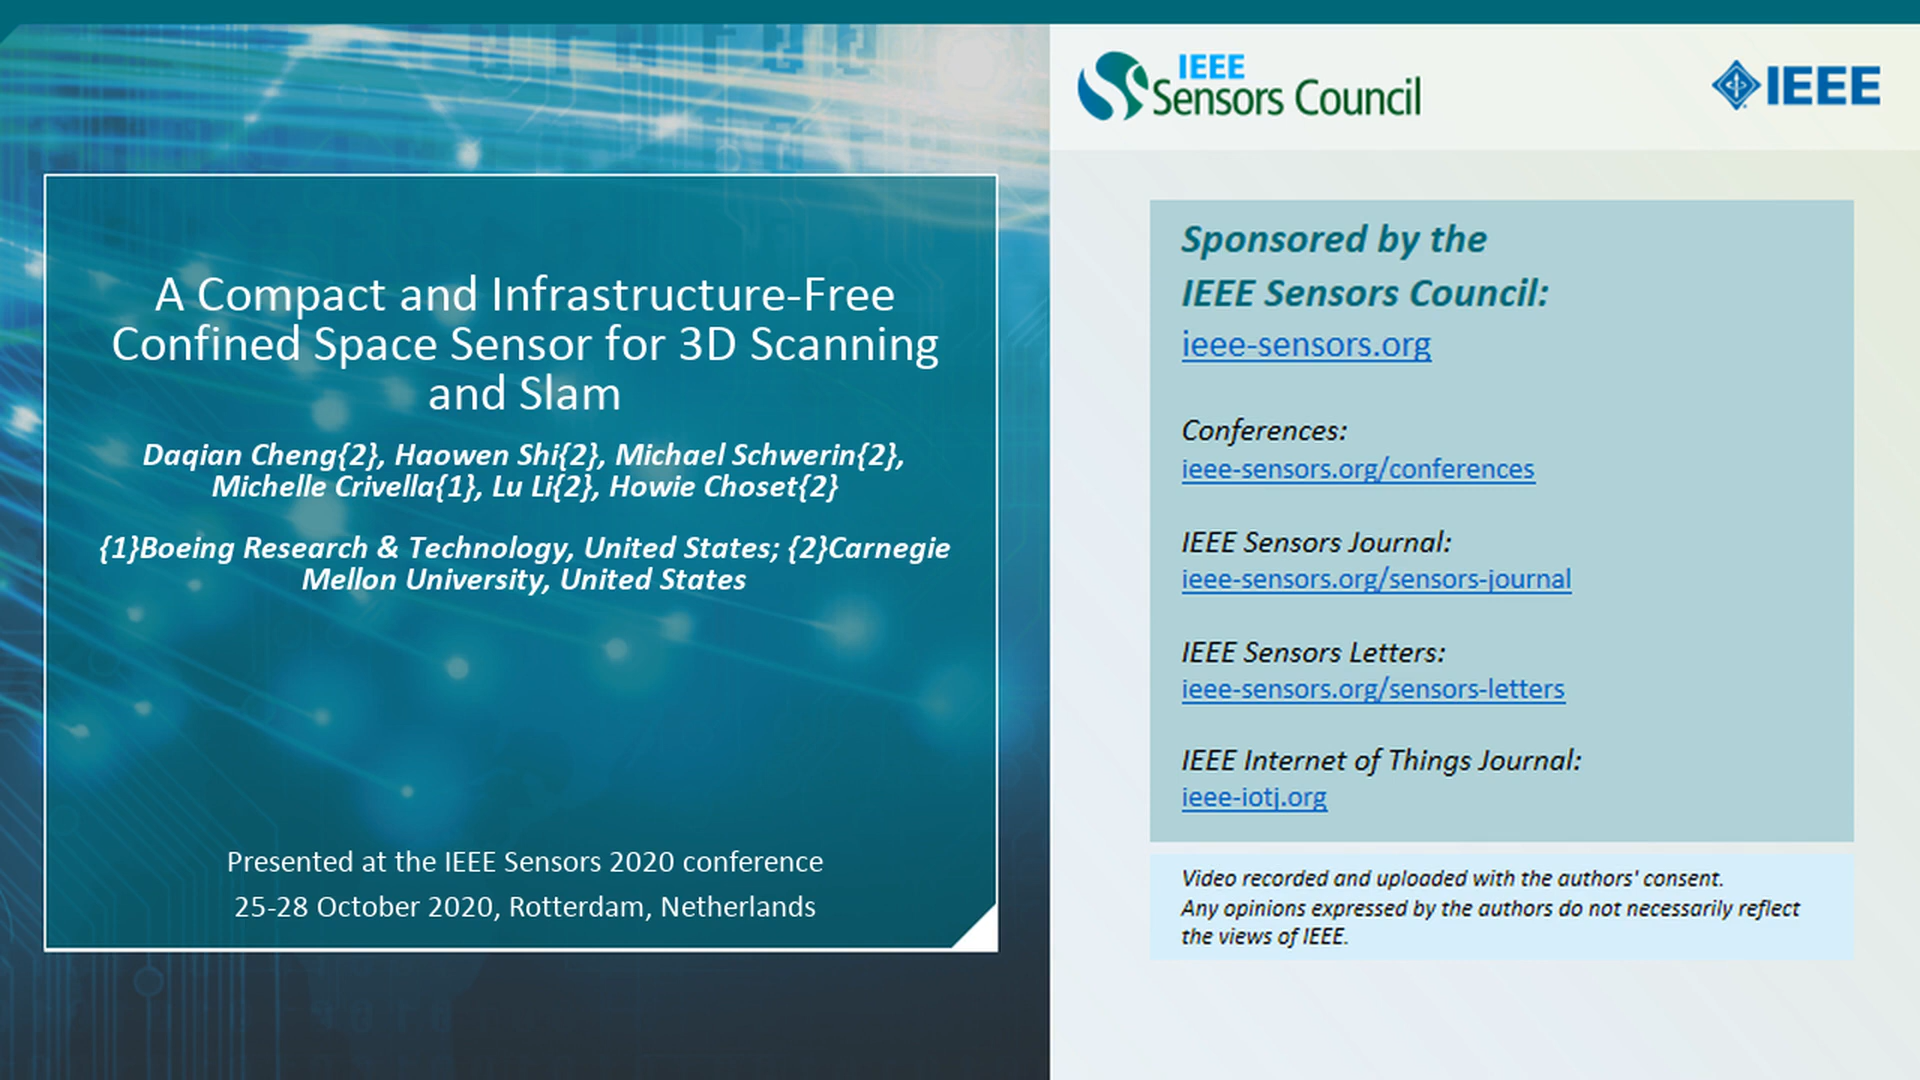 A Compact and Infrastructure-Free
Confined Space Sensor for 3D Scanning
and Slam
Daqian Cheng{2}, Haowen Shi{2}, Michael Schwerin{2},
Michelle Crivella{1}, Lu Li{2}, Howie Choset{2}
{1}Boeing Research & Technology, United States; {2}Carnegie
Mellon University, United States
Presented at the IEEE Sensors 2020 conference
25-28 October 2020, Rotterdam, Netherlands
IEEE
Sensors Council
IEEE
Sponsored by the
IEEE Sensors Council:
ieee-sensors.org
Conferences:
ieee-sensors.org/conferences
IEEE Sensors Journal:
ieee-sensors.org/sensors-journal
IEEE Sensors Letters:
ieee-sensors.org/sensors-letters
IEEE Internet of Things Journal:
ieee-iotj.org
Video recorded and uploaded with the authors' consent.
Any opinions expressed by the authors do not necessarily reflect
the views of IEEE.